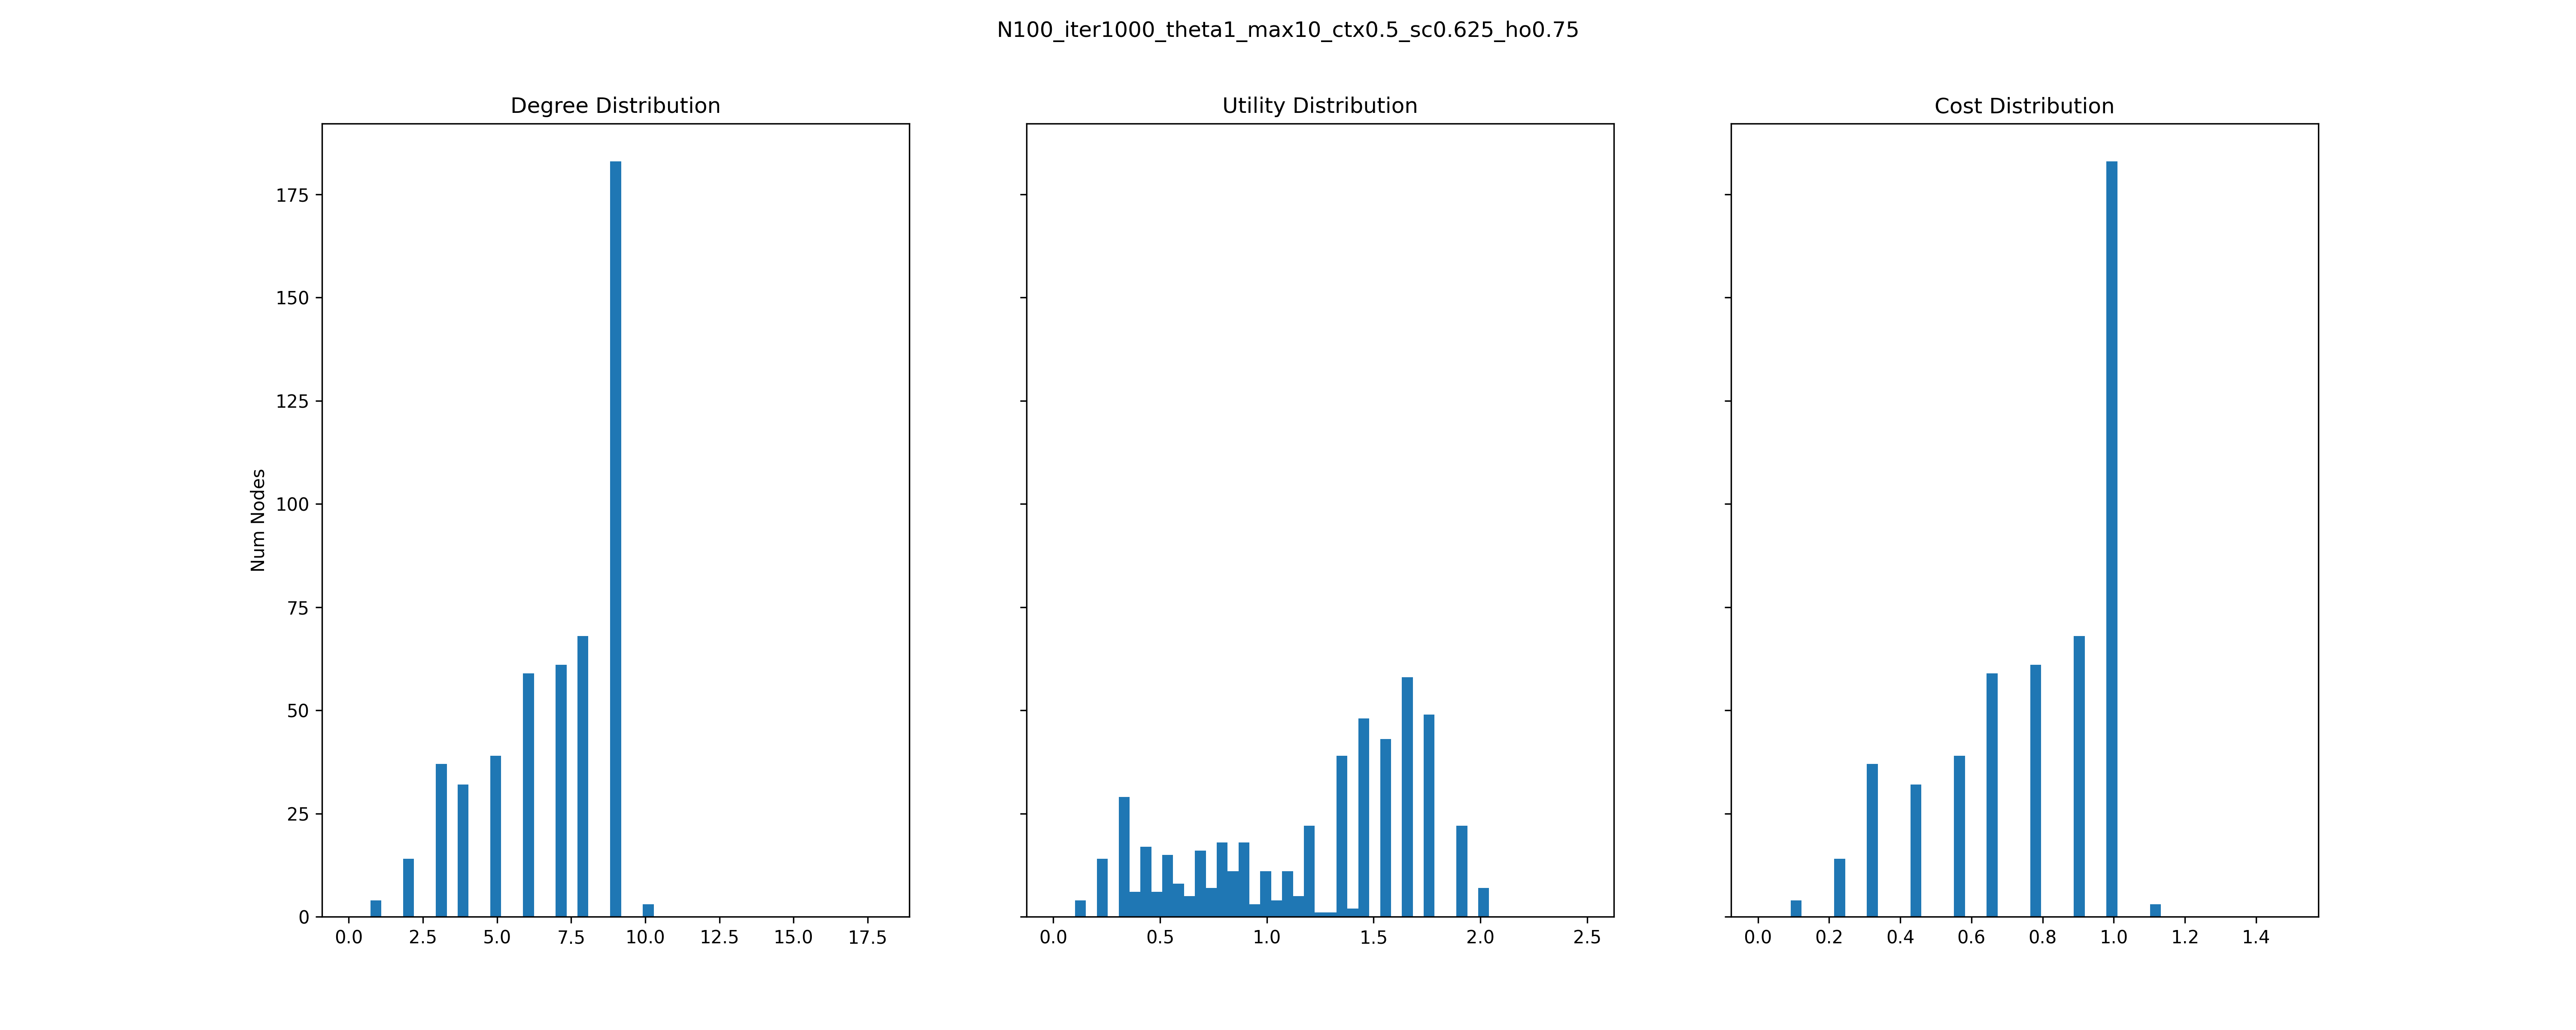 N100_iter1000_theta1_max10_ctx0.5_sc0.625_ho0.75
Degree Distribution
Utility Distribution
Cost Distribution
Num Nodes
175
150
125
100
75
50
25
0
0.0 2.5 5.0 7.5 10.0 12.5 15.0 17.5
0.0 0.5 1.0 1.5 2.0 2.5
0.0 0.2 0.4 0.6 0.8 1.0 1.2 1.4